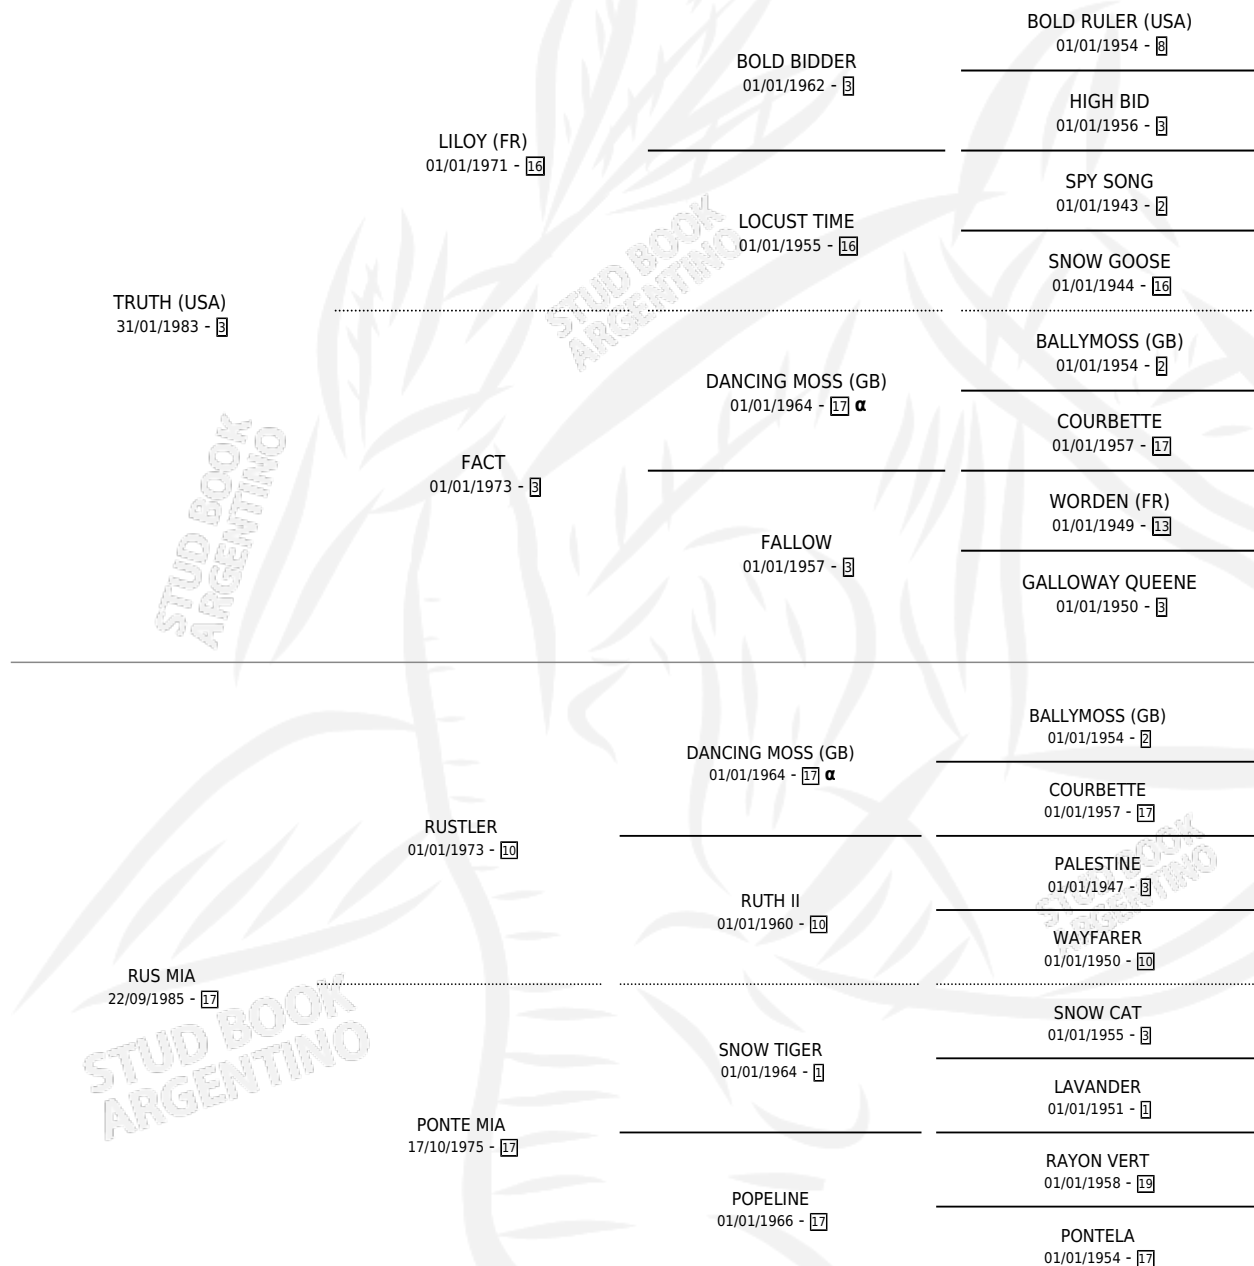 BOLD RULER (USA)
01/01/1954 - 8
BOLD BIDDER
01/01/1962 - 3
HIGH BID
01/01/1956 - 3
LILOY (FR)
01/01/1971 - 16
SPY SONG
01/01/1943 - 2
LOCUST TIME
01/01/1955 - 16
SNOW GOOSE
01/01/1944 - 16
STUD BOOK
ARGENTINO
TRUTH (USA)
31/01/1983 - 3
BALLYMOSS (GB)
01/01/1954 - 2
DANCING MOSS (GB)
01/01/1964 - 17 α
COURBETTE
01/01/1957 - 17
FACT
01/01/1973 - 3
WORDEN (FR)
01/01/1949 - 13
FALLOW
01/01/1957 - 3
GALLOWAY QUEENE
01/01/1950 - 3
STUD BOOK
ARGENTINO
BALLYMOSS (GB)
01/01/1954 - 2
DANCING MOSS (GB)
01/01/1964 - 17 α
COURBETTE
01/01/1957 - 17
RUSTLER
01/01/1973 - 10
PALESTINE
01/01/1947 - 3
RUTH II
01/01/1960 - 10
WAYFARER
01/01/1950 - 10
STUD BOOK
ARGENTINO
RUS MIA
22/09/1985 - 17
SNOW CAT
01/01/1955 - 3
SNOW TIGER
01/01/1964 - 1
LAVANDER
01/01/1951 - 1
STUD BOOK
ARGENTINO
PONTE MIA
17/10/1975 - 17
RAYON VERT
01/01/1958 - 19
POPELINE
01/01/1966 - 17
PONTELA
01/01/1954 - 17